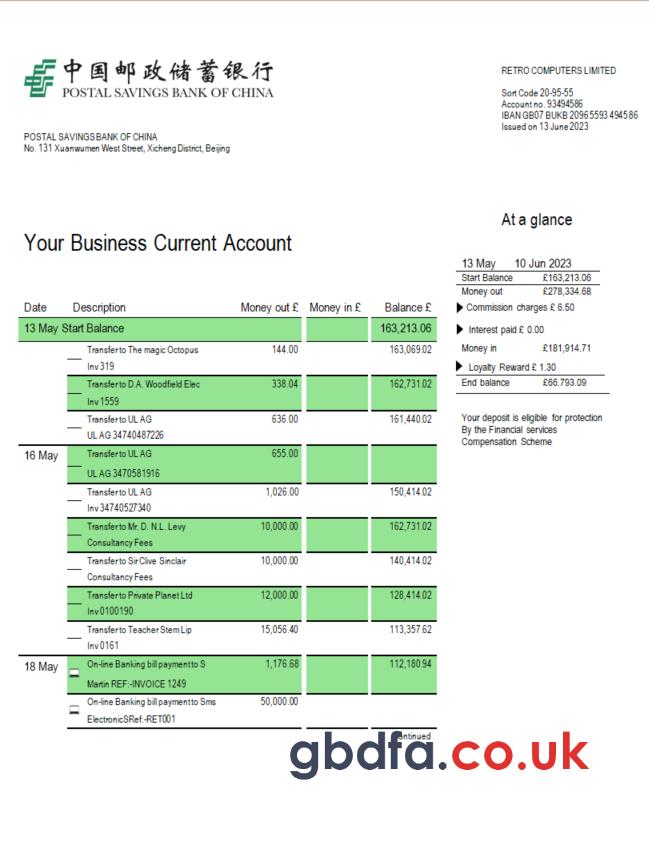 中国邮政储蓄银行
POSTAL SAVINGS BANK OF CHINA
RETRO COMPUTERS LIMITED
Sort Code 20-95-55
Account no. 93494586
IBAN GB07 BUKB 20965593 494586
Issued on 13 June 2023
POSTAL SAVINGS BANK OF CHINA
No. 131 Xuanwumen West Street, Xicheng District, Beijing
At a glance
Your Business Current Account
13 May 10 Jun 2023
Start Balance £163,213.06
Money out £278,334.68
Commission charges £ 6.50
Interest paid £ 0.00
Money in £181,914.71
Loyalty Reward £ 1.30
End balance £66.793.09
Your deposit is eligible for protection
By the Financial services
Compensation Scheme
Date Description Money out £ Money in £ Balance £
13 May Start Balance 163,213.06
Transfer to The magic Octopus 144.00 163,069.02
Inv 319
Transfer to D.A. Woodfield Elec 338.04 162,731.02
Inv 1559
Transfer to UL AG 636.00 161,440.02
UL AG 34740487226
16 May Transfer to UL AG 655.00
UL AG 3470581916
Transfer to UL AG 1,026.00 150,414.02
Inv 34740527340
Transfer to Mr. D. N.L. Levy 10,000.00 162,731.02
Consultancy Fees
Transfer to Sir Clive Sinclair 10,000.00 140,414.02
Consultancy Fees
Transfer to Private Planet Ltd 12,000.00 128,414.02
Inv 0100190
Transfer to Teacher Stem Lip 15,056.40 113,357.62
Inv 0161
18 May On-line Banking bill payment to S 1,176.68 112,180.94
Martin REF:-INVOICE 1249
On-line Banking bill payment to Sms 50,000.00
ElectronicSRef:-RET001
gbdfa.co.uk